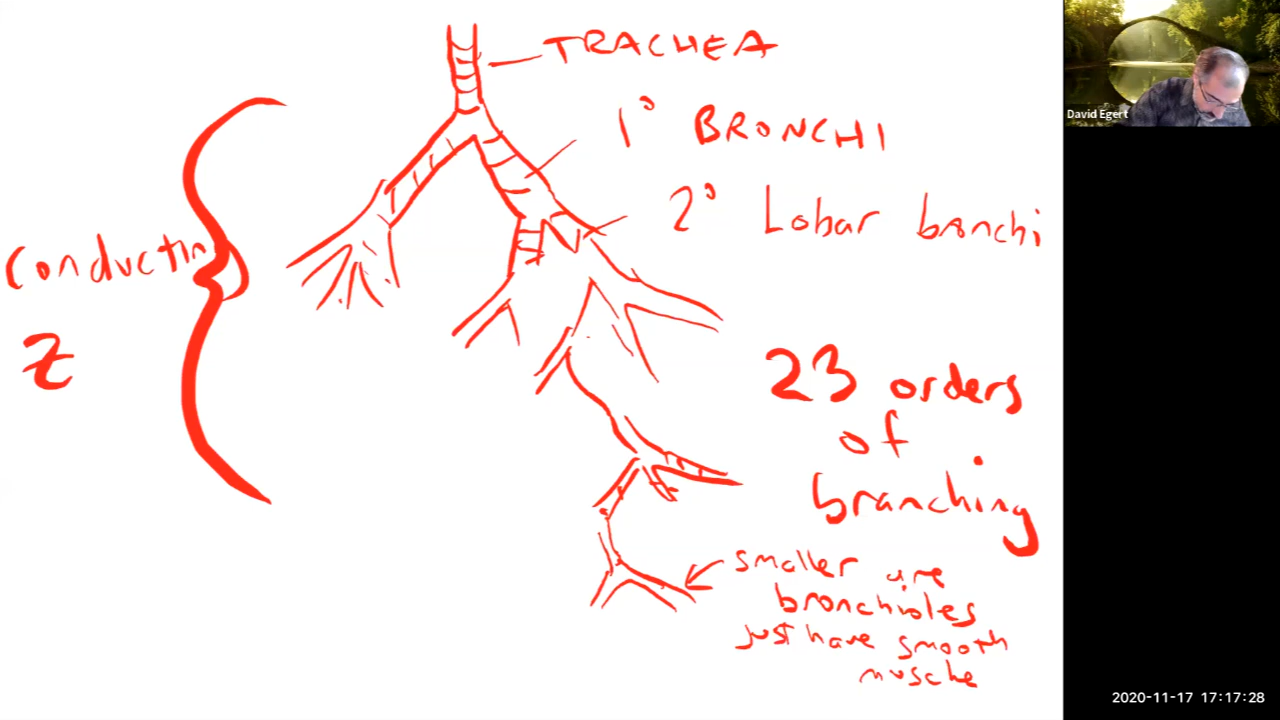 TRACHEA
1° BRONCHI
2° Lobar bronchi
Conductin
Z
23 orders
of
branching
smaller are
bronchioles
just have smooth
muscle
David Egert
2020-11-17 17:17:28